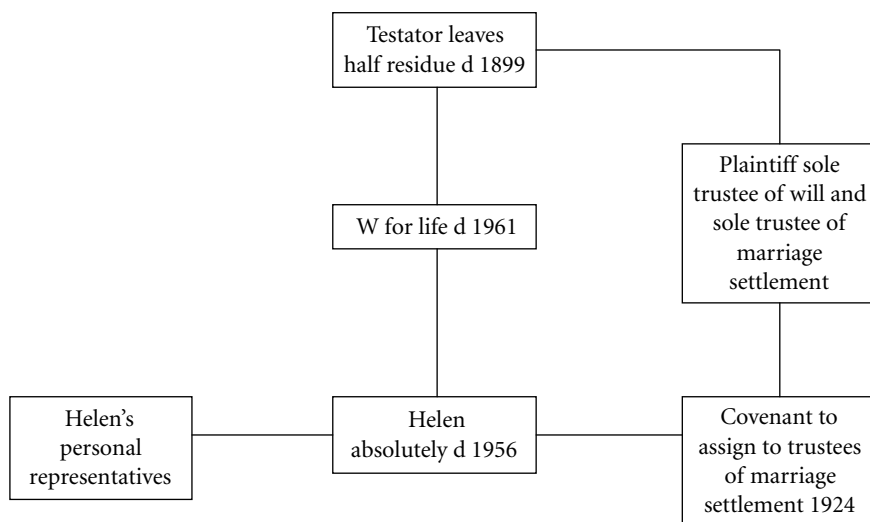 Testator leaves
half residue d 1899
Plaintiff sole
trustee of will and
sole trustee of
marriage
settlement
W for life d 1961
Helen’s
personal
representatives
Helen
absolutely d 1956
Covenant to
assign to trustees
of marriage
settlement 1924